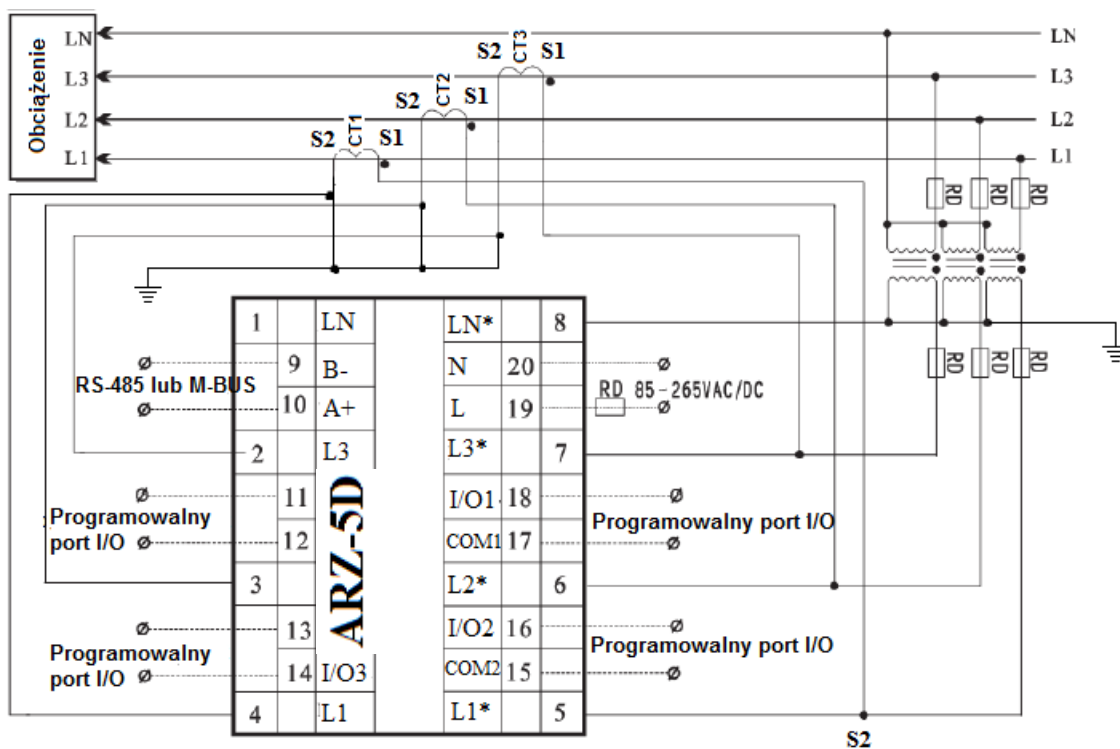 Obciążenie
LN
L3
L2
L1
S2
CT3
S1
S2
CT2
S1
S2
CT1
S1
LN
L3
L2
L1
RD
RD
RD
RD
RD
RD
1
LN
LN*
8
9
B-
N
20
RS-485 lub M-BUS
10
A+
L
19
RD 85-265VAC/DC
2
L3
L3*
7
11
I/O1
18
Programowalny
port I/O
12
COM1
17
Programowalny port I/O
ARZ-5D
3
L2*
6
13
I/O2
16
Programowalny
port I/O
14
I/O3
COM2
15
Programowalny port I/O
4
L1
L1*
5
S2